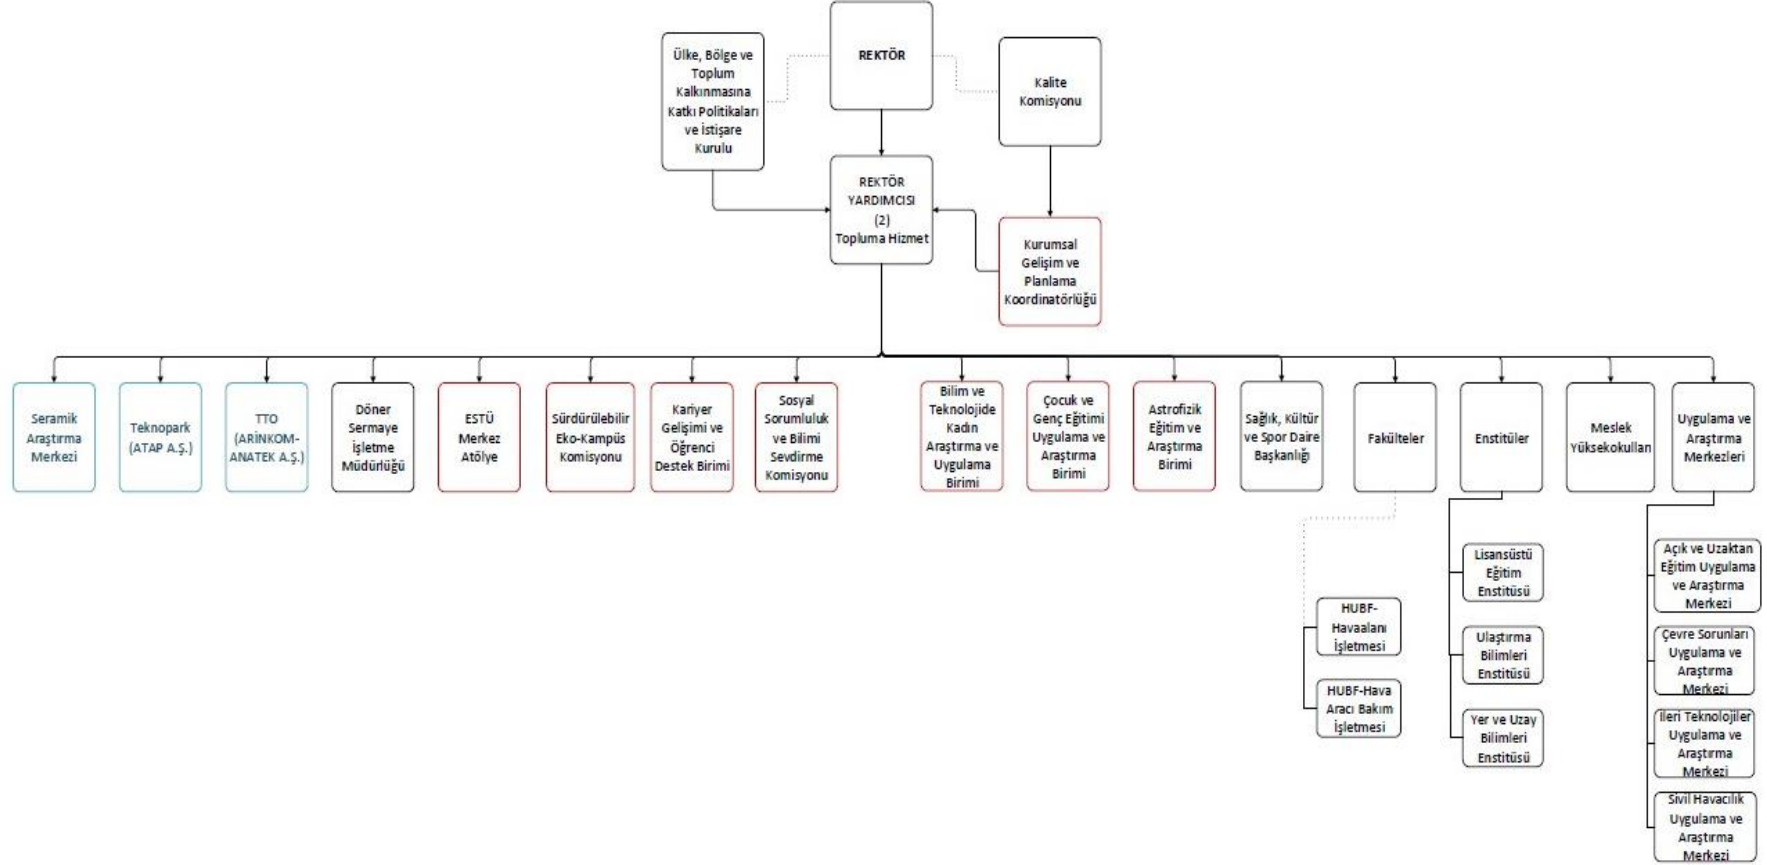 REKTÖR
Ülke, Bölge ve
Toplum
Kalkınmasına
Katkı Politikaları
ve İstişare
Kurulu
Kalite
Komisyonu
REKTÖR
YARDIMCISI
(2)
Topluma Hizmet
Kurumsal
Gelişim ve
Planlama
Koordinatörlüğü
Seramik
Araştırma
Merkezi
Teknopark
(ATAP A.Ş.)
TTO
(ARİNKOM-
ANATEK A.Ş.)
Döner
Sermaye
İşletme
Müdürlüğü
ESTÜ
Merkez
Atölye
Sürdürülebilir
Eko-Kampüs
Komisyonu
Kariyer
Gelişimi ve
Öğrenci
Destek Birimi
Sosyal
Sorumluluk
ve Bilimi
Sevdirme
Komisyonu
Bilim ve
Teknolojide
Kadın
Araştırma ve
Uygulama
Birimi
Çocuk ve
Genç Eğitimi
Uygulama ve
Araştırma
Birimi
Astrofizik
Eğitim ve
Araştırma
Birimi
Sağlık, Kültür
ve Spor Daire
Başkanlığı
Fakülteler
Enstitüler
Meslek
Yüksekokulları
Uygulama ve
Araştırma
Merkezleri
HUBF-
Havaalanı
İşletmesi
HUBF-Hava
Aracı Bakım
İşletmesi
Lisansüstü
Eğitim
Enstitüsü
Ulaştırma
Bilimleri
Enstitüsü
Yer ve Uzay
Bilimleri
Enstitüsü
Açık ve Uzaktan
Eğitim Uygulama
ve Araştırma
Merkezi
Çevre Sorunları
Uygulama ve
Araştırma
Merkezi
İleri Teknolojiler
Uygulama ve
Araştırma
Merkezi
Sivil Havacılık
Uygulama ve
Araştırma
Merkezi